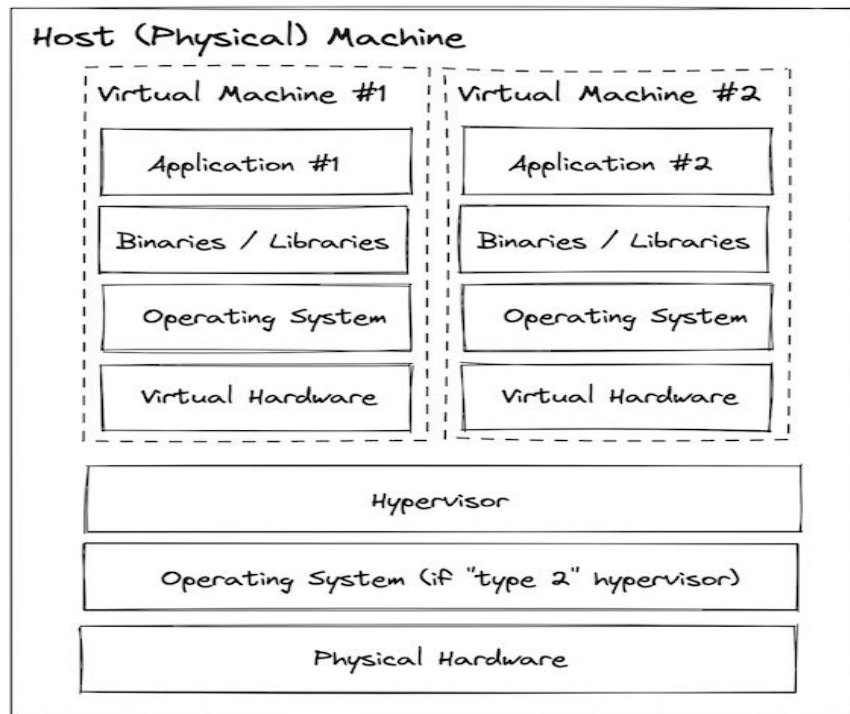 Host (Physical) Machine
Virtual Machine #1
Application #1
Binaries / Libraries
Operating System
Virtual Hardware
Virtual Machine #2
Application #2
Binaries / Libraries
Operating System
Virtual Hardware
Hypervisor
Operating System (if "type 2" hypervisor)
Physical Hardware